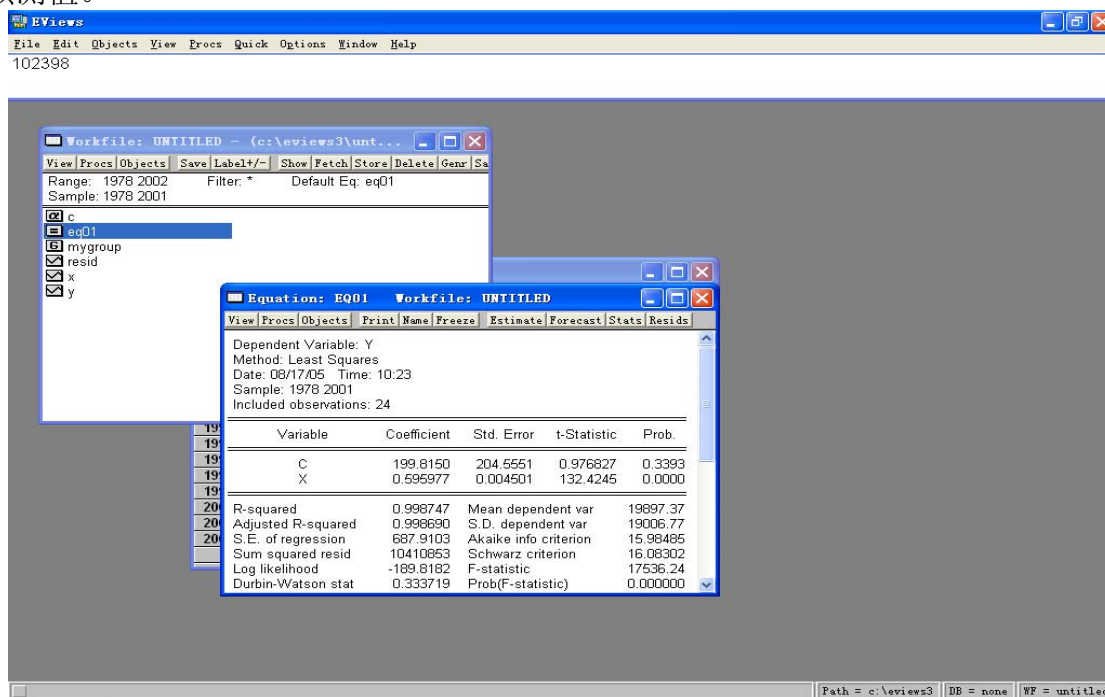 预测值。
EViews
File Edit Objects View Procs Quick Options Window Help
102398
Workfile: UNTITLED - (c:\eviews3\unt...
View Procs Objects Save Label+/- Show Fetch Store Delete Genr Sa
Range: 1978 2002 Filter: * Default Eq: eq01
Sample: 1978 2001
c
eq01
mygroup
resid
x
y
Equation: EQ01 Workfile: UNTITLED
View Procs Objects Print Name Freeze Estimate Forecast Stats Resids
Dependent Variable: Y
Method: Least Squares
Date: 08/17/05 Time: 10:23
Sample: 1978 2001
Included observations: 24
Variable Coefficient Std. Error t-Statistic Prob.
C 199.8150 204.5551 0.976827 0.3393
X 0.595977 0.004501 132.4245 0.0000
R-squared 0.998747 Mean dependent var 19897.37
Adjusted R-squared 0.998690 S.D. dependent var 19006.77
S.E. of regression 687.9103 Akaike info criterion 15.98485
Sum squared resid 10410853 Schwarz criterion 16.08302
Log likelihood -189.8182 F-statistic 17536.24
Durbin-Watson stat 0.333719 Prob(F-statistic) 0.000000
Path = c:\eviews3 DB = none WF = untitled